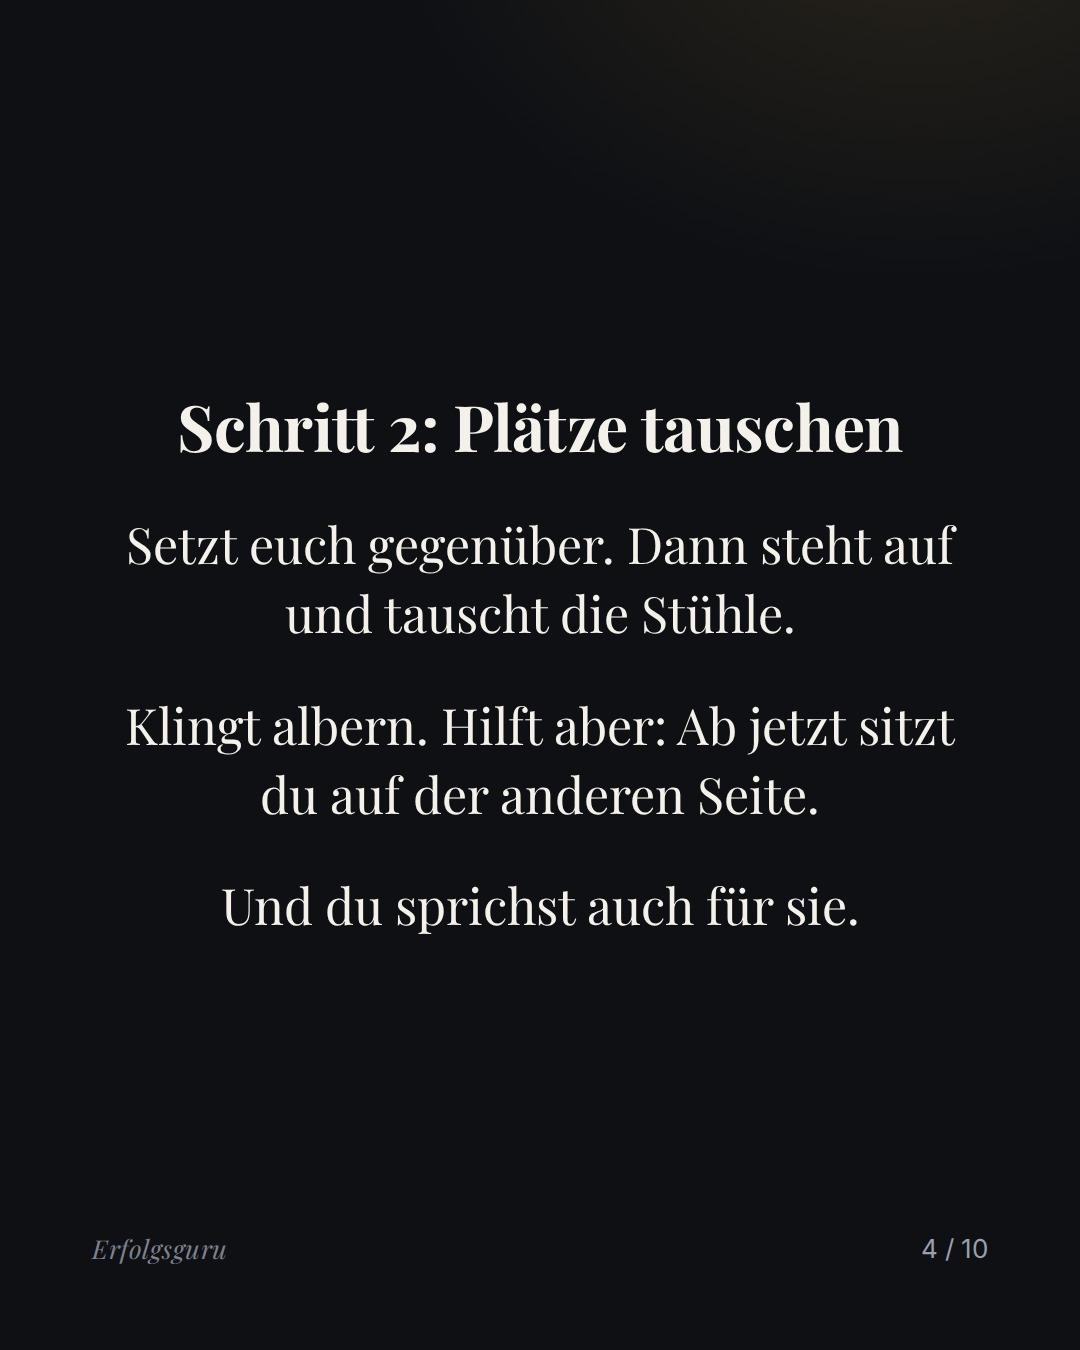 Schritt 2: Plätze tauschen
Setzt euch gegenüber. Dann steht auf
und tauscht die Stühle.
Klingt albern. Hilft aber: Ab jetzt sitzt
du auf der anderen Seite.
Und du sprichst auch für sie.
Erfolgsguru
4 / 10